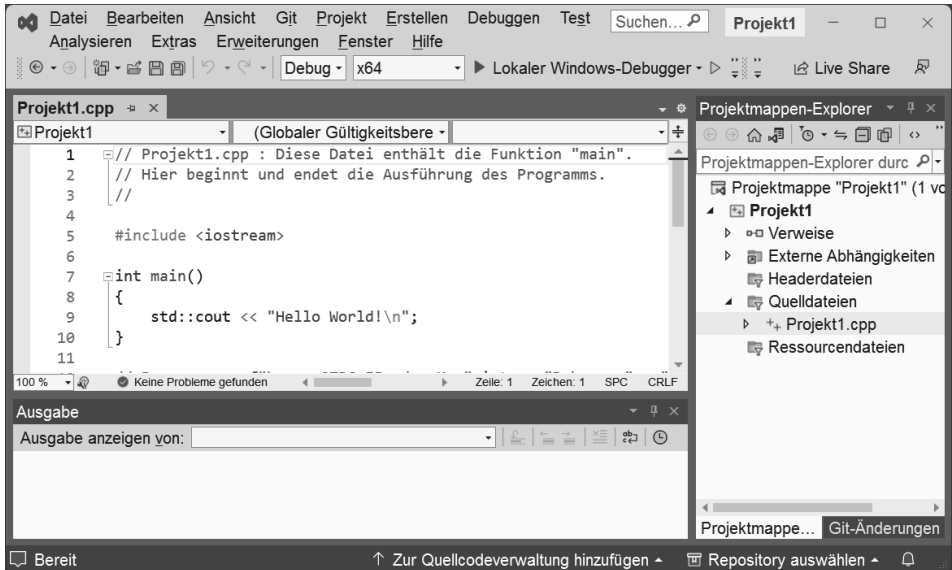 Datei Bearbeiten Ansicht Git Projekt Erstellen Debuggen Test Suchen... Projekt1
Analysieren Extras Erweiterungen Fenster Hilfe
Debug x64 Lokaler Windows-Debugger Live Share
Projekt1.cpp
Projekt1 (Globaler Gültigkeitsbere
1 // Projekt1.cpp : Diese Datei enthält die Funktion "main".
2 // Hier beginnt und endet die Ausführung des Programms.
3 //
4
5 #include <iostream>
6
7 int main()
8 {
9 std::cout << "Hello World!\n";
10 }
11
100 % Keine Probleme gefunden Zeile: 1 Zeichen: 1 SPC CRLF
Ausgabe
Ausgabe anzeigen von:
Projektmappen-Explorer
Projektmappen-Explorer durc
Projektmappe "Projekt1" (1 vo
Projekt1
Verweise
Externe Abhängigkeiten
Headerdateien
Quelldateien
Projekt1.cpp
Ressourcendateien
Projektmappe... Git-Änderungen
Bereit Zur Quellcodeverwaltung hinzufügen Repository auswählen